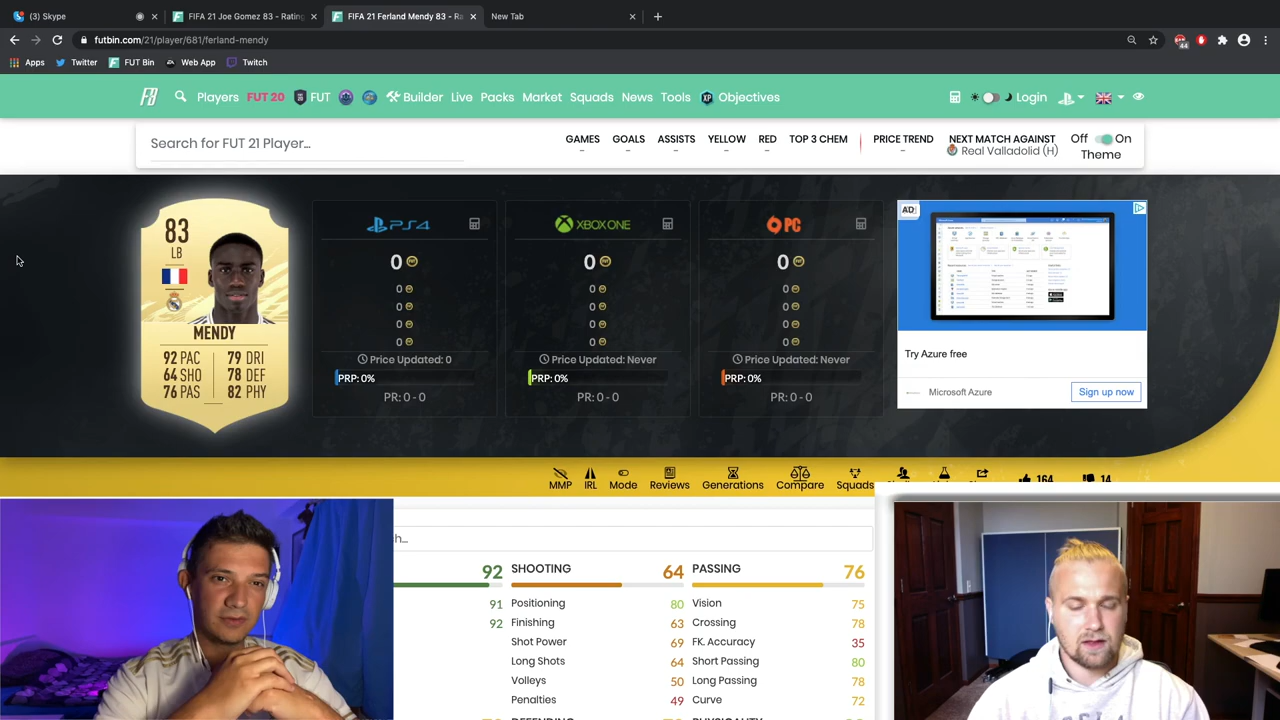 (3) Skype
FIFA 21 Joe Gomez 83 - Rating
FIFA 21 Ferland Mendy 83 - Ra
New Tab
futbin.com/21/player/681/ferland-mendy
44
Apps Twitter FUT Bin Web App Twitch
Players FUT 20 FUT Builder Live Packs Market Squads News Tools XP Objectives Login
Search for FUT 21 Player...
GAMES GOALS ASSISTS YELLOW RED TOP 3 CHEM PRICE TREND NEXT MATCH AGAINST Off On
- - - - - - - Real Valladolid (H) Theme
83
LB
MENDY
92 PAC 79 DRI
64 SHO 78 DEF
76 PAS 82 PHY
PS4 XBOX ONE PC
0 0 0
0 0 0
0 0 0
0 0 0
0 0 0
Price Updated: 0 Price Updated: Never Price Updated: Never
PRP: 0% PRP: 0% PRP: 0%
PR: 0 - 0 PR: 0 - 0 PR: 0 - 0
AD
Try Azure free
Microsoft Azure Sign up now
MMP IRL Mode Reviews Generations Compare Squads 164 14
h...
92 SHOOTING 64 PASSING 76
91 Positioning 80 Vision 75
92 Finishing 63 Crossing 78
Shot Power 69 FK. Accuracy 35
Long Shots 64 Short Passing 80
Volleys 50 Long Passing 78
Penalties 49 Curve 72
DEFENDING PHYSICALITY